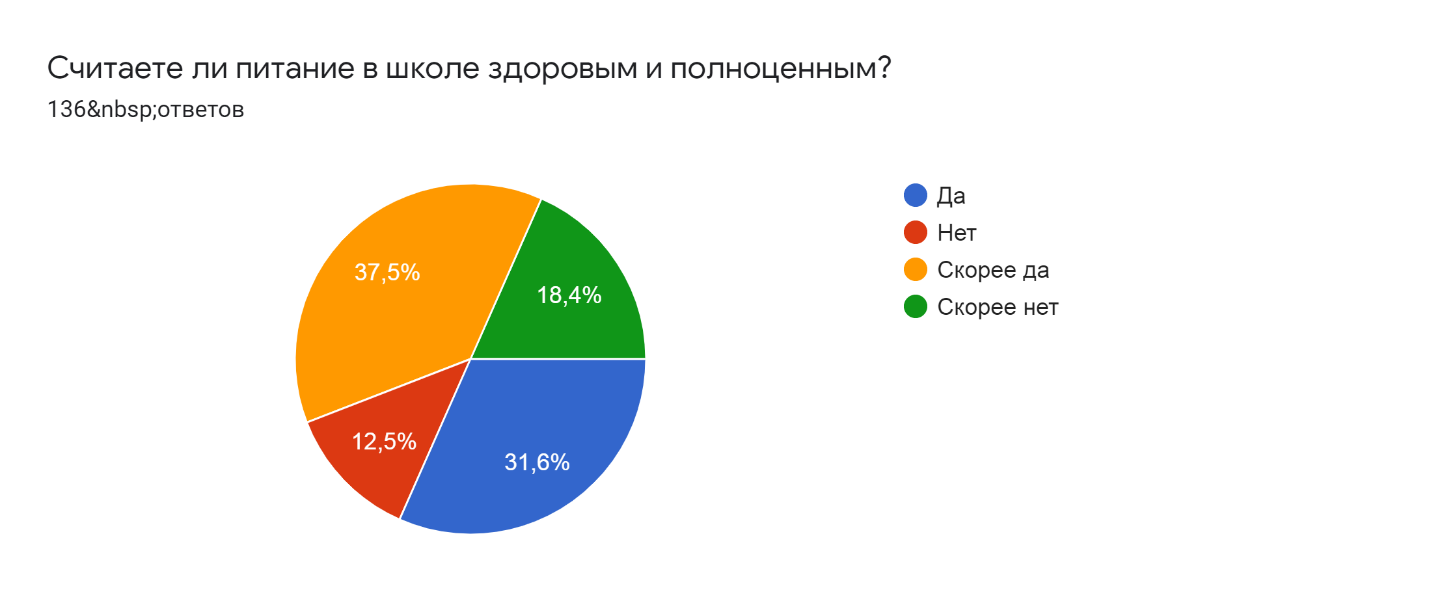 Считаете ли питание в школе здоровым и полноценным?
136&nbsp;ответов
Да
Нет
Скорее да
Скорее нет
37,5%
18,4%
12,5%
31,6%